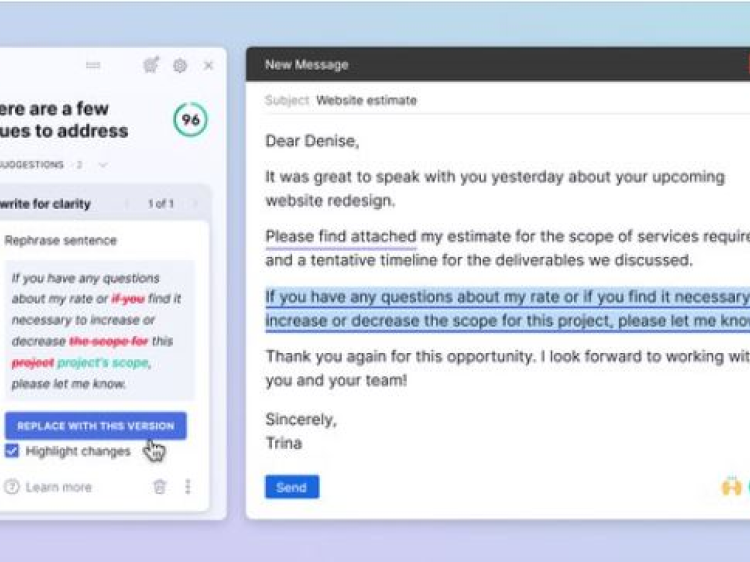 ere are a few
ues to address
96
UGGESTIONS · 2
write for clarity
1 of 1
Rephrase sentence
If you have any questions
about my rate or if you find it
necessary to increase or
decrease the scope for this
project project's scope,
please let me know.
REPLACE WITH THIS VERSION
Highlight changes
Learn more
New Message
Subject Website estimate
Dear Denise,
It was great to speak with you yesterday about your upcoming
website redesign.
Please find attached my estimate for the scope of services require
and a tentative timeline for the deliverables we discussed.
If you have any questions about my rate or if you find it necessary
increase or decrease the scope for this project, please let me know
Thank you again for this opportunity. I look forward to working wit
you and your team!
Sincerely,
Trina
Send